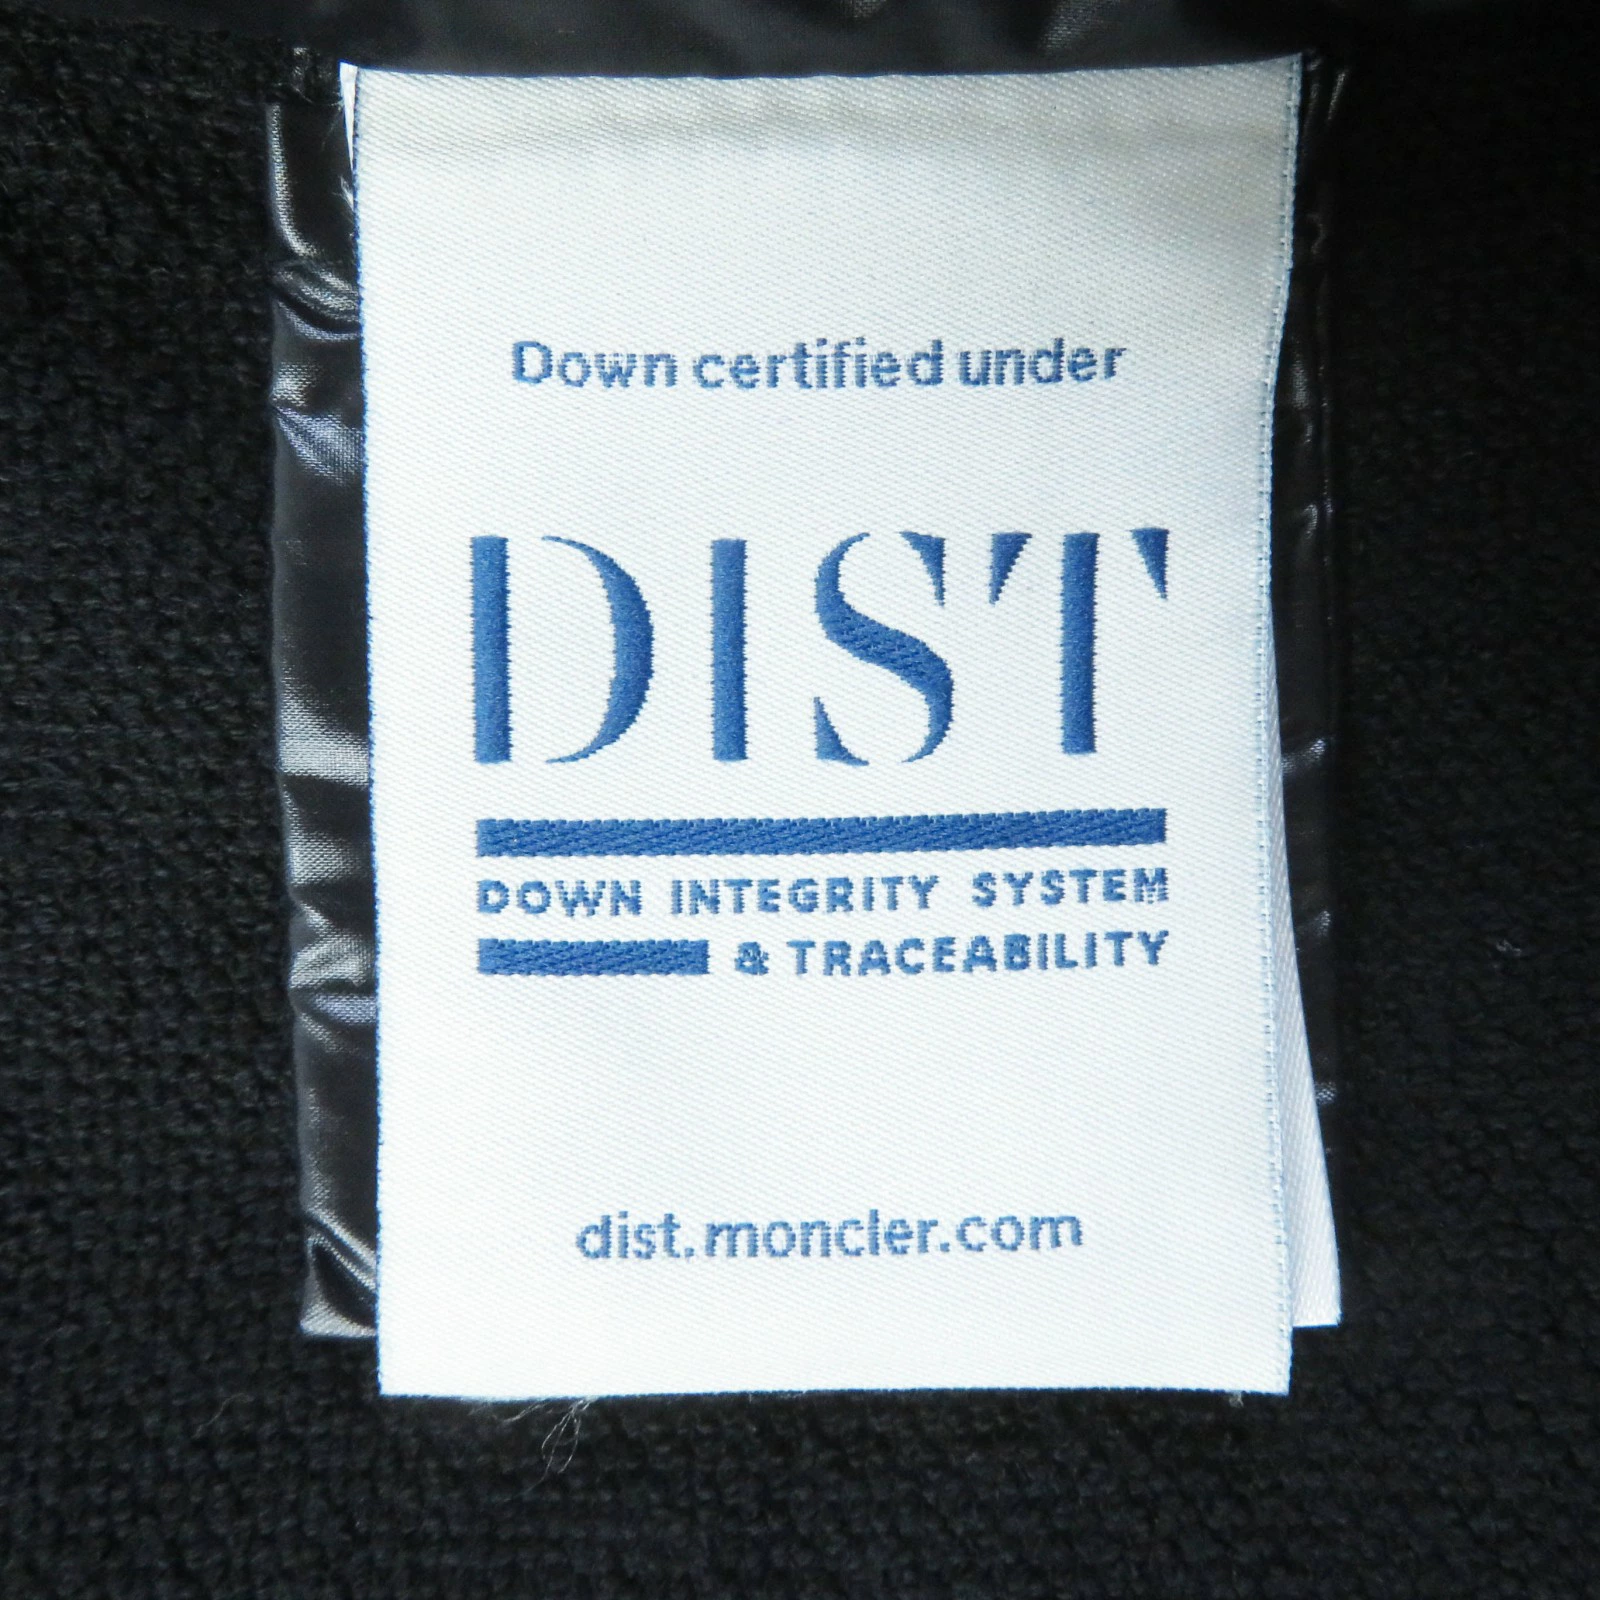 Down certified under
DIST
DOWN INTEGRITY SYSTEM
& TRACEABILITY
dist.moncler.com